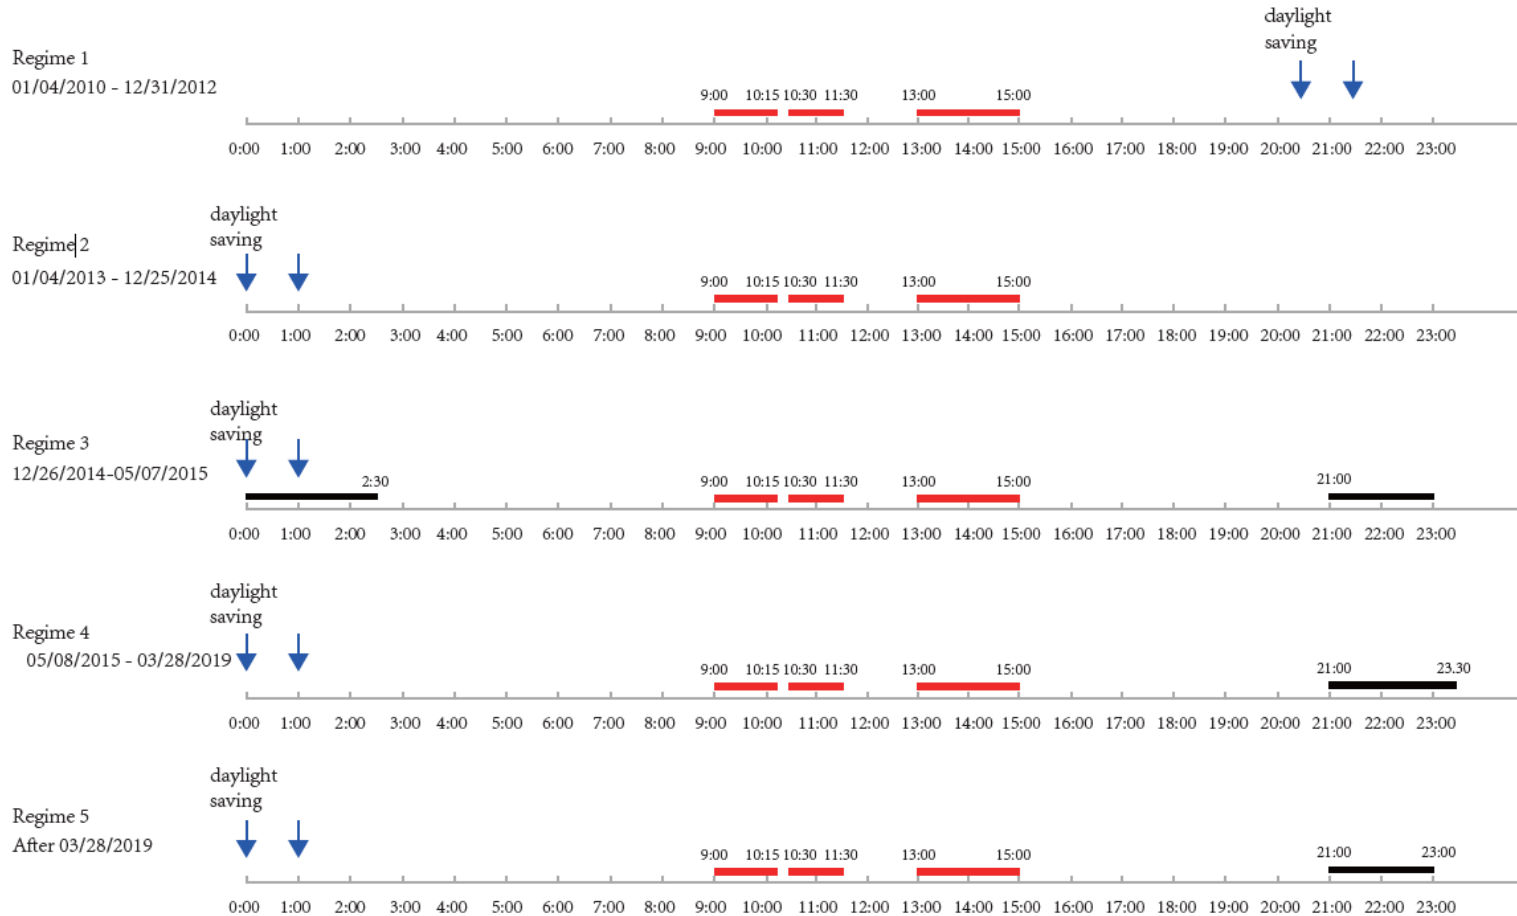 daylight
saving
Regime 1
01/04/2010 - 12/31/2012
9:00 10:15 10:30 11:30 13:00 15:00
0:00 1:00 2:00 3:00 4:00 5:00 6:00 7:00 8:00 9:00 10:00 11:00 12:00 13:00 14:00 15:00 16:00 17:00 18:00 19:00 20:00 21:00 22:00 23:00
daylight
saving
Regime 2
01/04/2013 - 12/25/2014
9:00 10:15 10:30 11:30 13:00 15:00
0:00 1:00 2:00 3:00 4:00 5:00 6:00 7:00 8:00 9:00 10:00 11:00 12:00 13:00 14:00 15:00 16:00 17:00 18:00 19:00 20:00 21:00 22:00 23:00
daylight
saving
Regime 3
12/26/2014-05/07/2015
2:30 9:00 10:15 10:30 11:30 13:00 15:00 21:00
0:00 1:00 2:00 3:00 4:00 5:00 6:00 7:00 8:00 9:00 10:00 11:00 12:00 13:00 14:00 15:00 16:00 17:00 18:00 19:00 20:00 21:00 22:00 23:00
daylight
saving
Regime 4
05/08/2015 - 03/28/2019
9:00 10:15 10:30 11:30 13:00 15:00 21:00 23.30
0:00 1:00 2:00 3:00 4:00 5:00 6:00 7:00 8:00 9:00 10:00 11:00 12:00 13:00 14:00 15:00 16:00 17:00 18:00 19:00 20:00 21:00 22:00 23:00
daylight
saving
Regime 5
After 03/28/2019
9:00 10:15 10:30 11:30 13:00 15:00 21:00 23:00
0:00 1:00 2:00 3:00 4:00 5:00 6:00 7:00 8:00 9:00 10:00 11:00 12:00 13:00 14:00 15:00 16:00 17:00 18:00 19:00 20:00 21:00 22:00 23:00